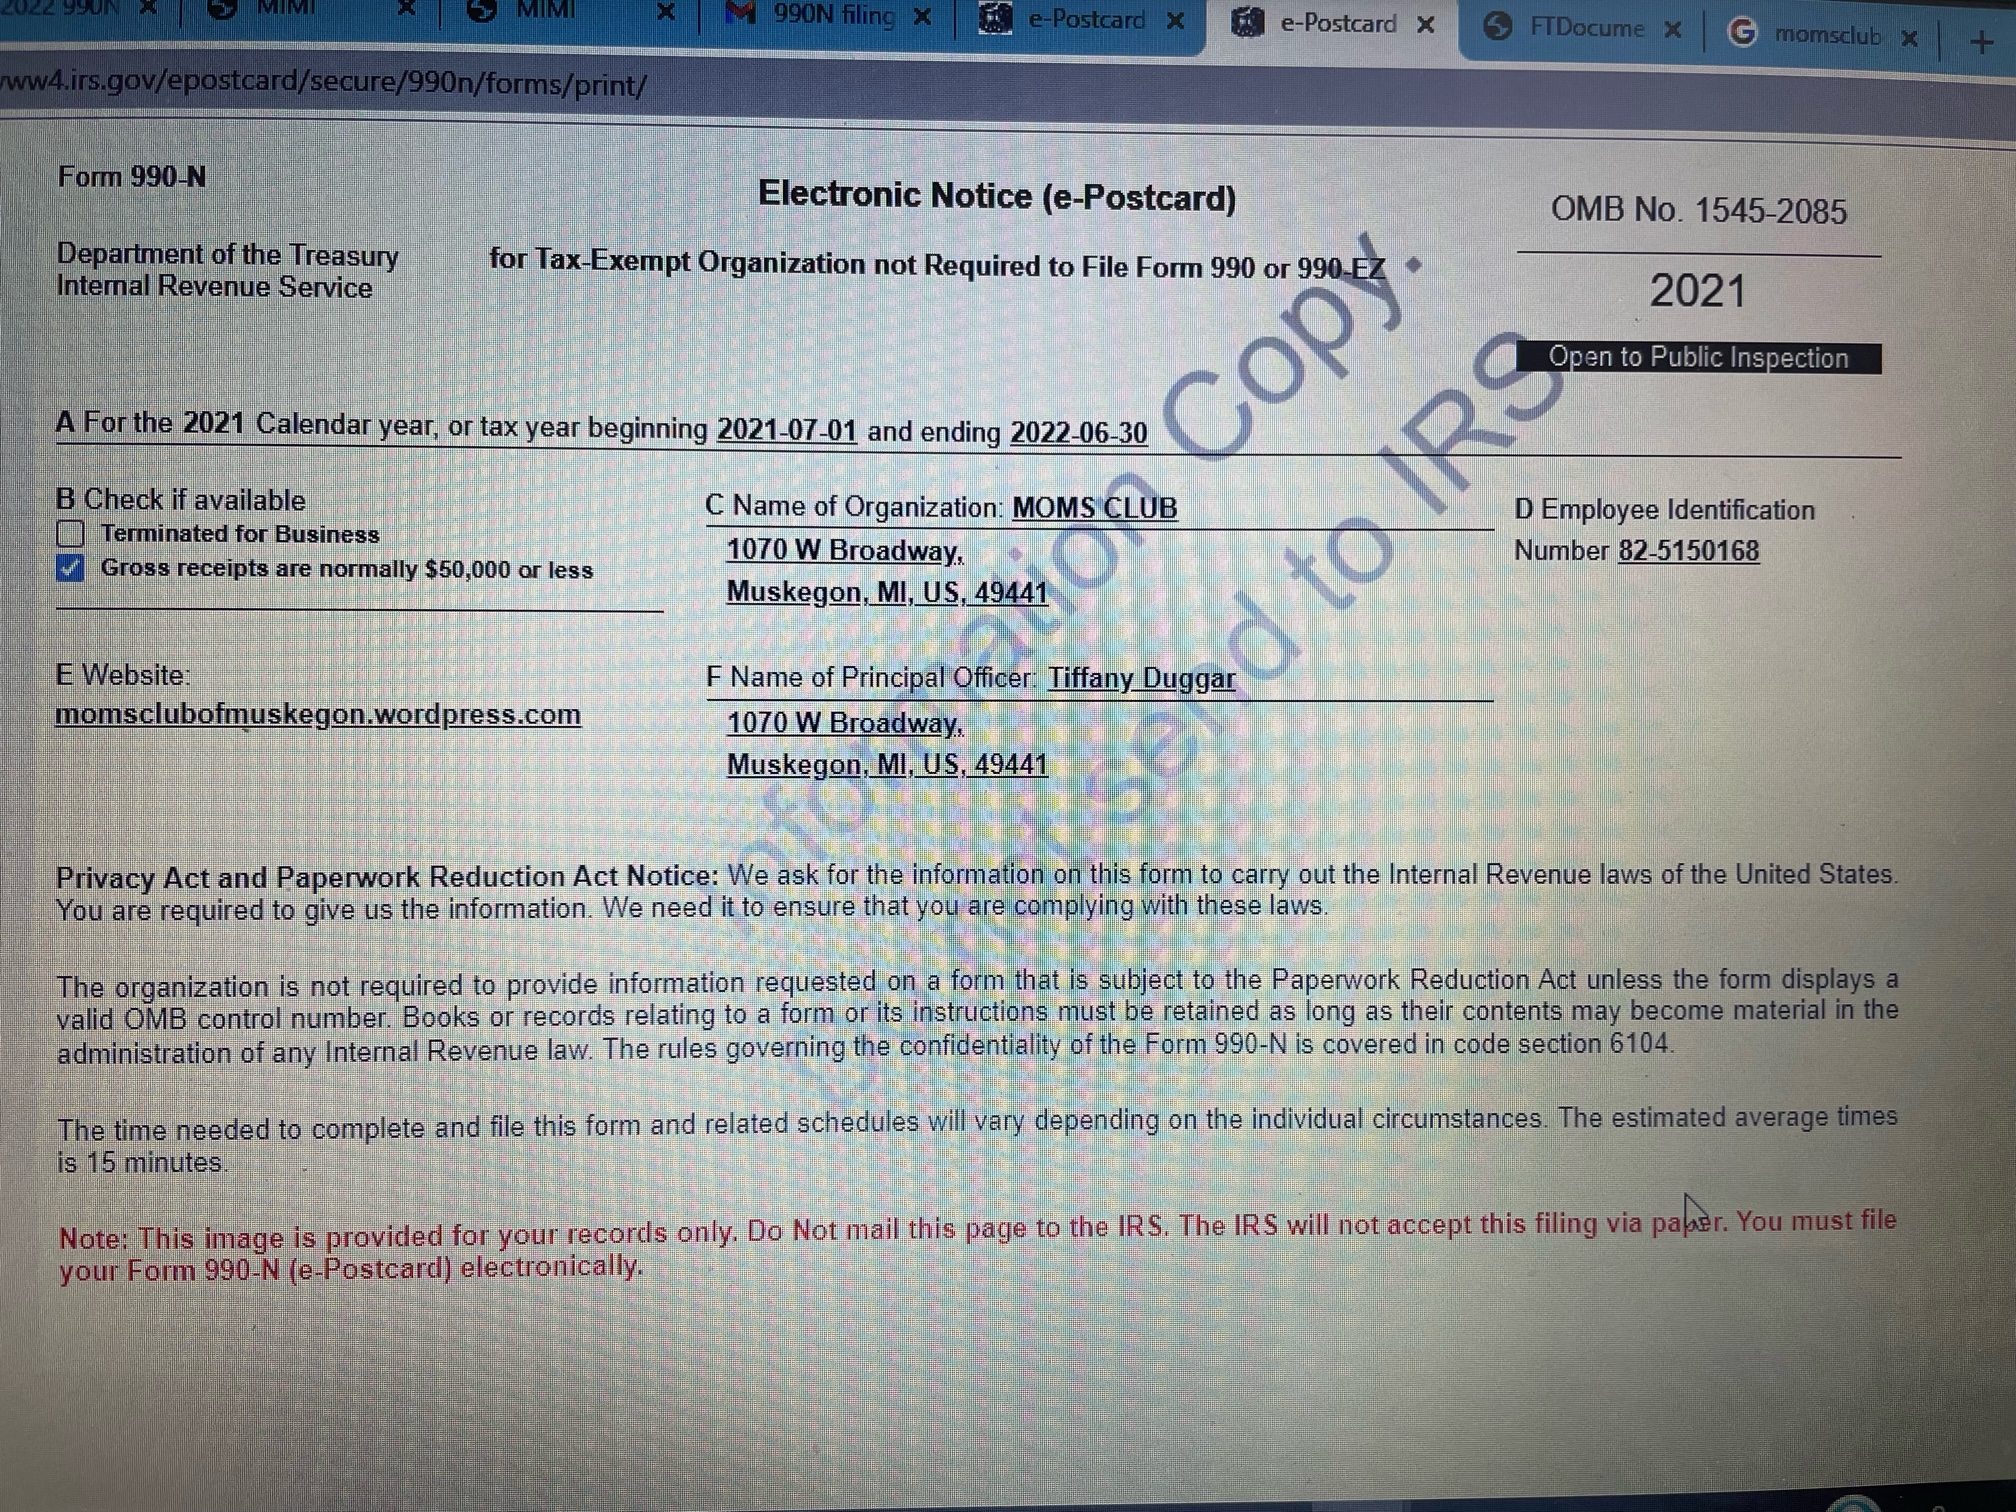 2022 990N
MIMI
MIMI
990N filing
e-Postcard
e-Postcard
FTDocume
momsclub
ww4.irs.gov/epostcard/secure/990n/forms/print/
Form 990-N
Electronic Notice (e-Postcard)
OMB No. 1545-2085
Department of the Treasury
Internal Revenue Service
for Tax-Exempt Organization not Required to File Form 990 or 990-EZ
2021
Open to Public Inspection
A For the 2021 Calendar year, or tax year beginning 2021-07-01 and ending 2022-06-30
B Check if available
Terminated for Business
Gross receipts are normally $50,000 or less
C Name of Organization: MOMS CLUB
1070 W Broadway,
Muskegon, MI, US, 49441
D Employee Identification
Number 82-5150168
E Website:
momsclubofmuskegon.wordpress.com
F Name of Principal Officer: Tiffany Duggar
1070 W Broadway,
Muskegon, MI, US, 49441
Information Copy.
send to IRS
Privacy Act and Paperwork Reduction Act Notice: We ask for the information on this form to carry out the Internal Revenue laws of the United States.
You are required to give us the information. We need it to ensure that you are complying with these laws.
The organization is not required to provide information requested on a form that is subject to the Paperwork Reduction Act unless the form displays a
valid OMB control number. Books or records relating to a form or its instructions must be retained as long as their contents may become material in the
administration of any Internal Revenue law. The rules governing the confidentiality of the Form 990-N is covered in code section 6104.
The time needed to complete and file this form and related schedules will vary depending on the individual circumstances. The estimated average times
is 15 minutes.
Note: This image is provided for your records only. Do Not mail this page to the IRS. The IRS will not accept this filing via paper. You must file
your Form 990-N (e-Postcard) electronically.